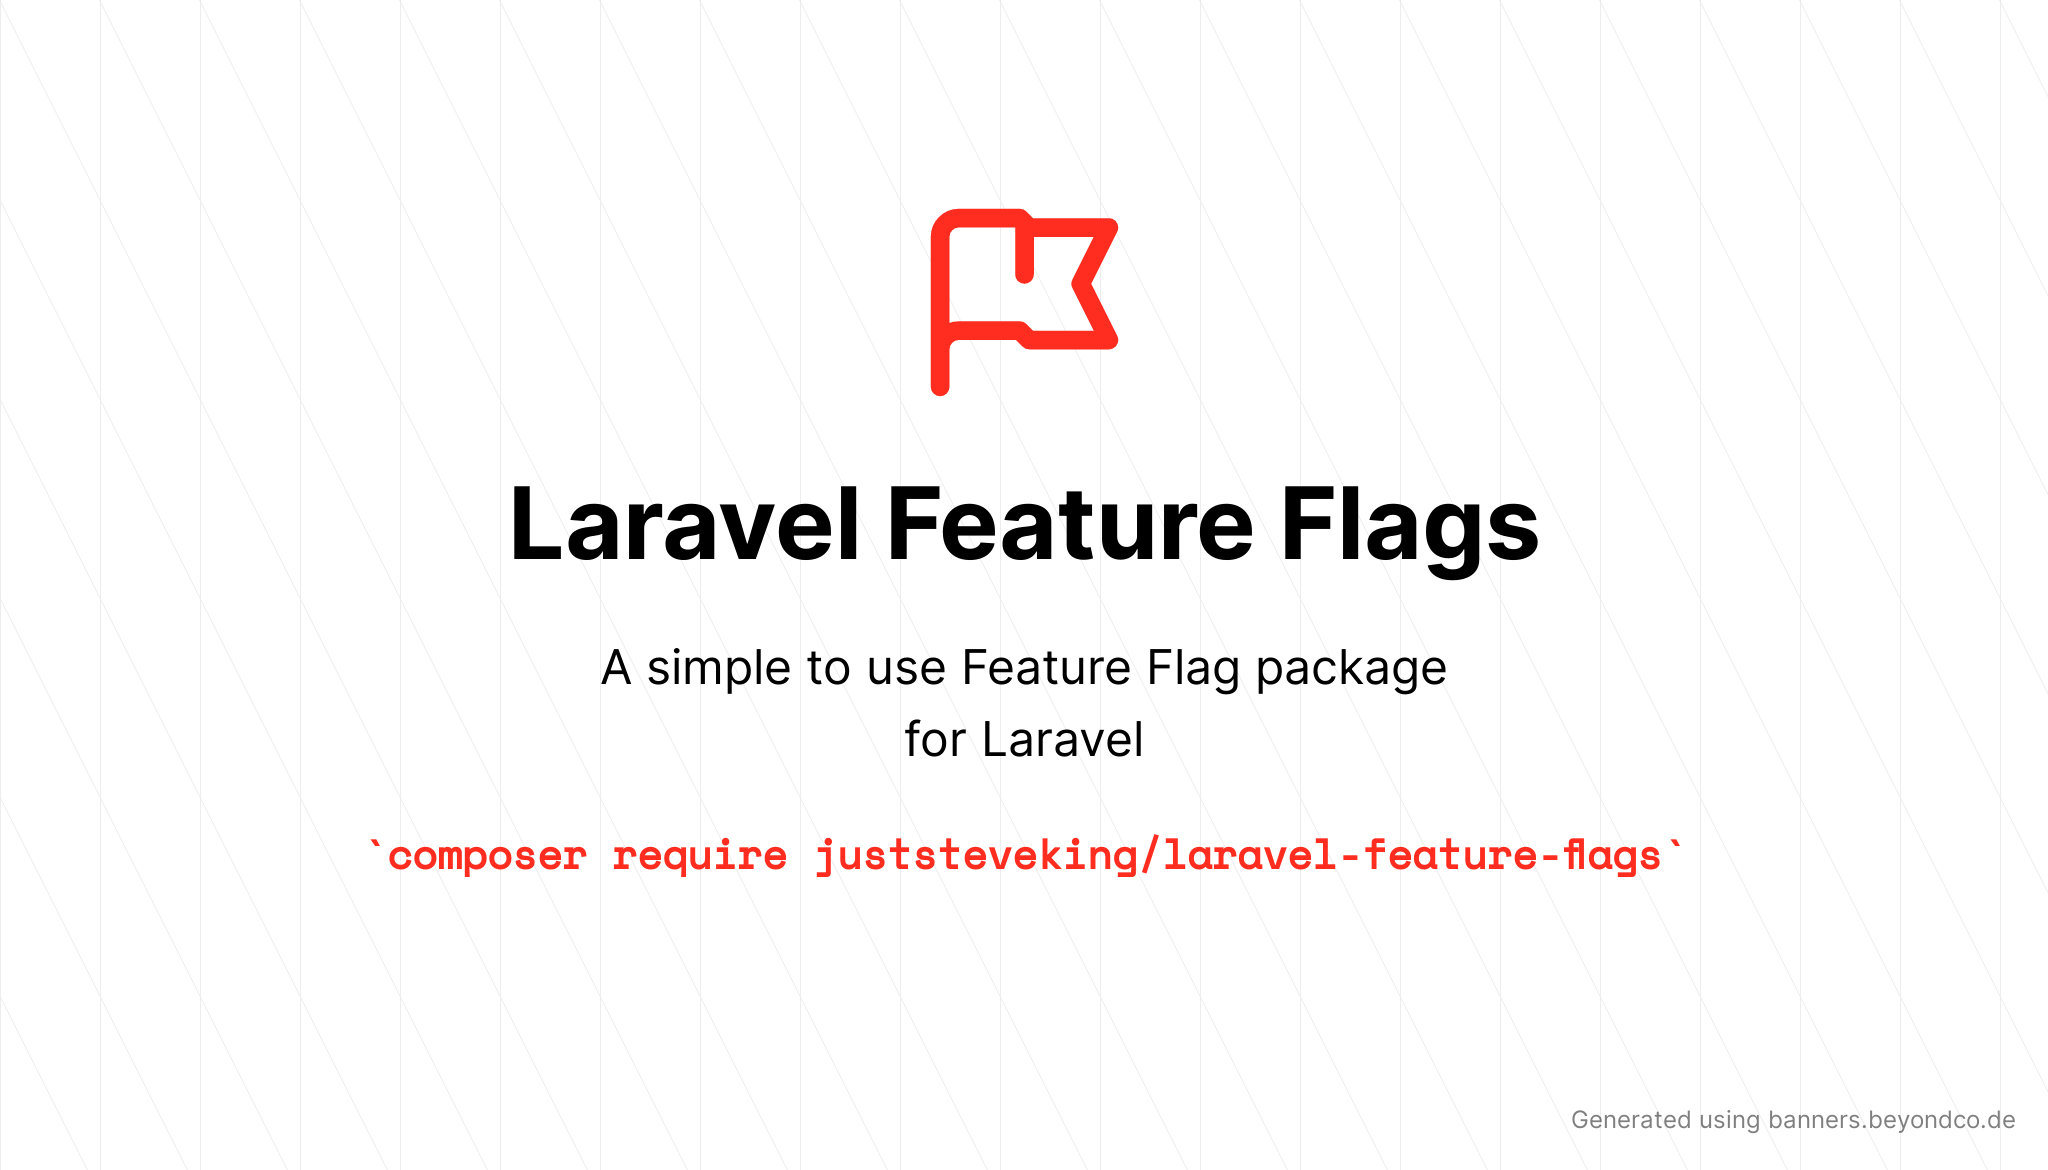 Laravel Feature Flags
A simple to use Feature Flag package
for Laravel
`composer require juststeveking/laravel-feature-flags`
Generated using banners.beyondco.de